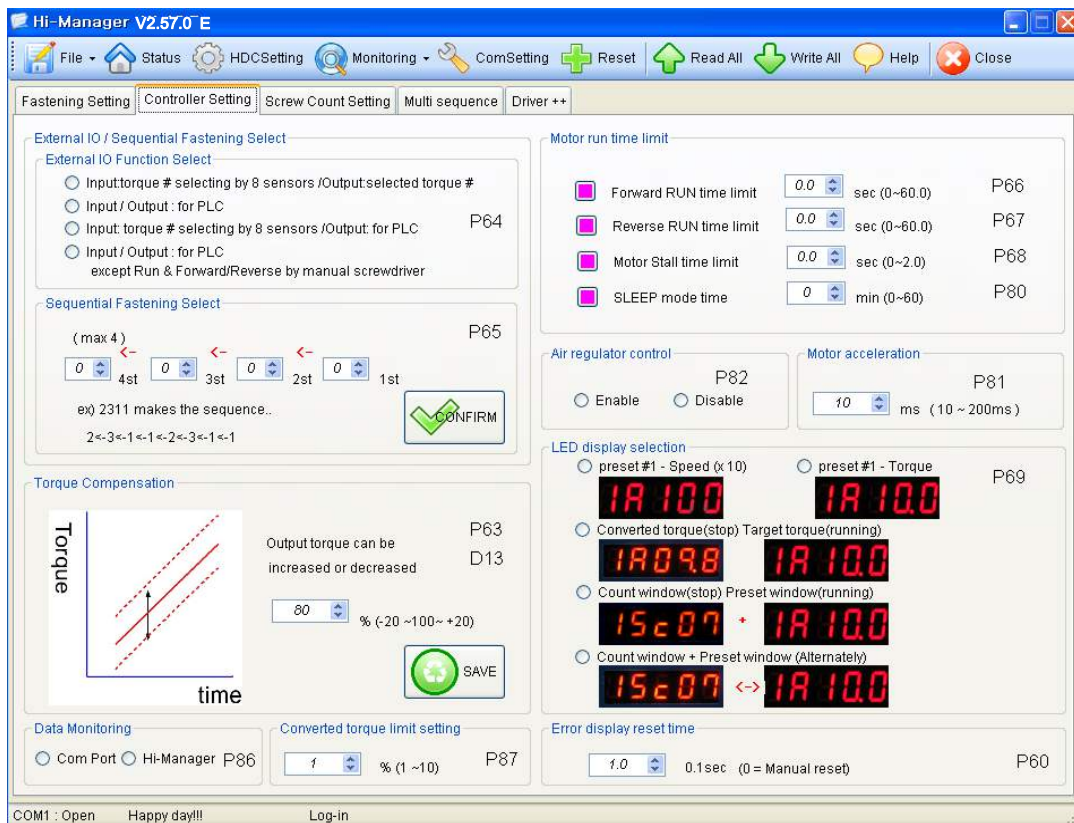 Hi-Manager V2.57.0 E
File Status HDCSetting Monitoring ComSetting Reset Read All Write All Help Close
Fastening Setting Controller Setting Screw Count Setting Multi sequence Driver ++
External IO / Sequential Fastening Select
External IO Function Select
Input:torque # selecting by 8 sensors /Output:selected torque #
Input / Output : for PLC
Input: torque # selecting by 8 sensors /Output: for PLC
Input / Output : for PLC
except Run & Forward/Reverse by manual screwdriver
P64
Sequential Fastening Select
P65
( max 4 )
<- <- <-
0 4st 0 3st 0 2st 0 1st
ex) 2311 makes the sequence..
2<-3<-1<-1<-2<-3<-1<-1
CONFIRM
Torque Compensation
Torque
time
P63
Output torque can be
increased or decreased
D13
80 % (-20 ~100~ +20)
SAVE
Data Monitoring
Com Port Hi-Manager P86
Converted torque limit setting
1 % (1 ~10) P87
Motor run time limit
Forward RUN time limit 0.0 sec (0~60.0) P66
Reverse RUN time limit 0.0 sec (0~60.0) P67
Motor Stall time limit 0.0 sec (0~2.0) P68
SLEEP mode time 0 min (0~60) P80
Air regulator control
P82
Enable Disable
Motor acceleration
P81
10 ms (10 ~ 200ms)
LED display selection
preset #1 - Speed (x 10) preset #1 - Torque P69
1A 100 1A 10.0
Converted torque(stop) Target torque(running)
1A09.8 1A 10.0
Count window(stop) Preset window(running)
1Sc07 + 1A 10.0
Count window + Preset window (Alternately)
1Sc07 <-> 1A 10.0
Error display reset time
1.0 0.1sec (0 = Manual reset) P60
COM1 : Open Happy day!!! Log-in